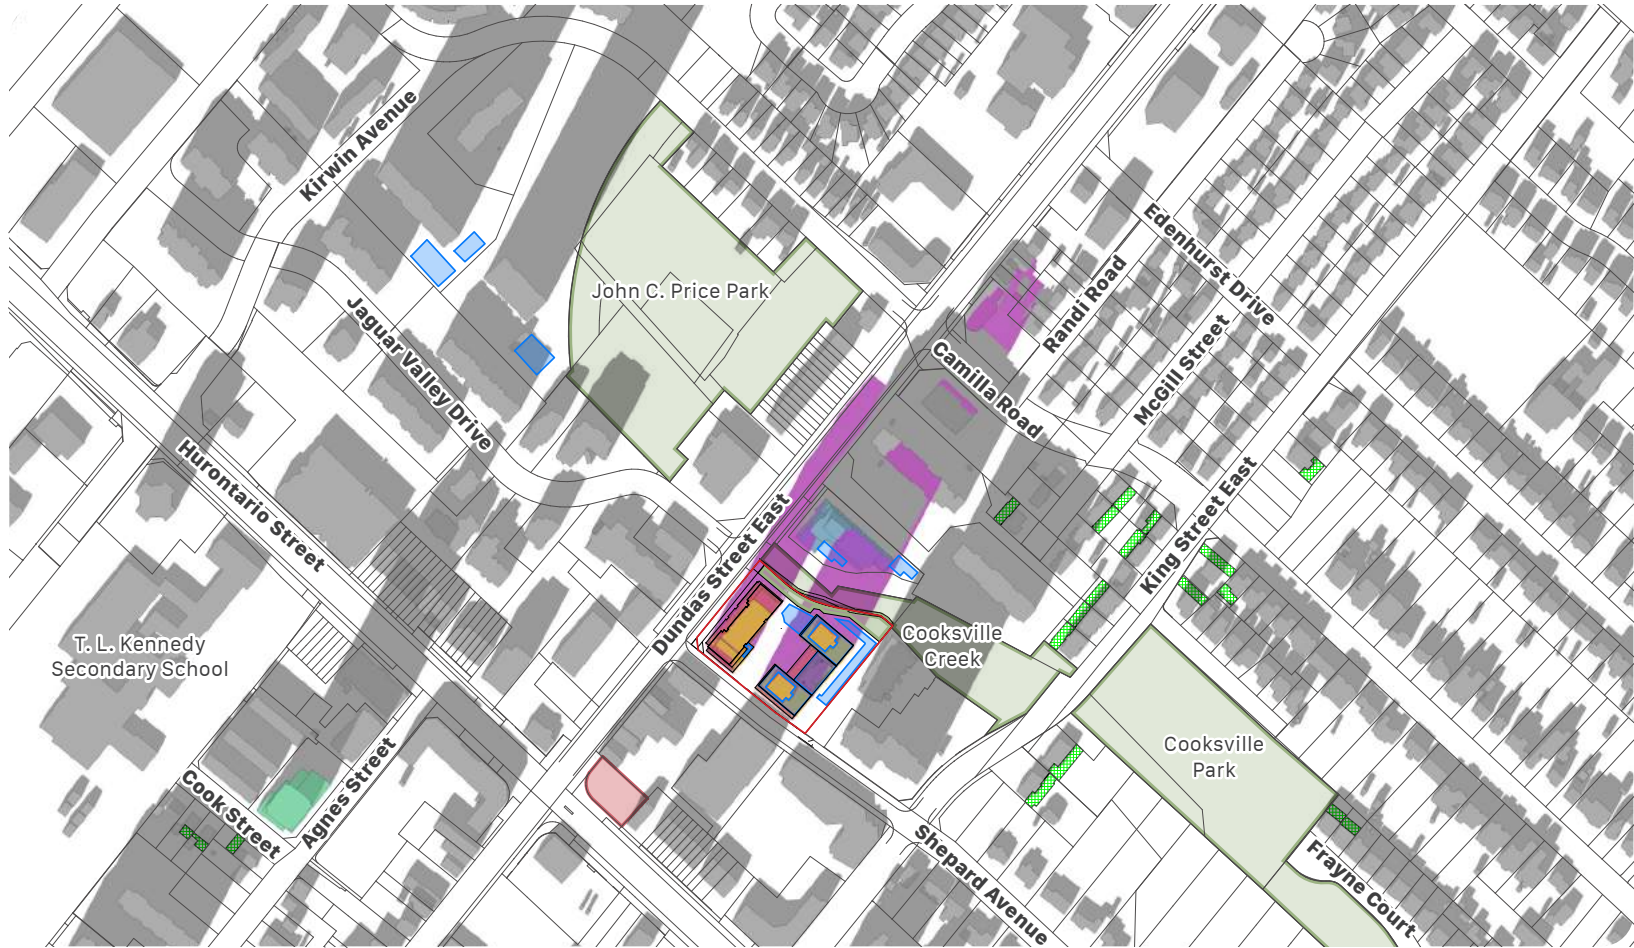 Kirwin Avenue
Edenhurst Drive
John C. Price Park
Randi Road
Jaguar Valley Drive
McGill Street
Camilla Road
Hurontario Street
King Street East
Dundas Street East
T. L. Kennedy
Secondary School
Cooksville
Creek
Cooksville
Park
Cook Street
Agnes Street
Shepard Avenue
Frayne Court